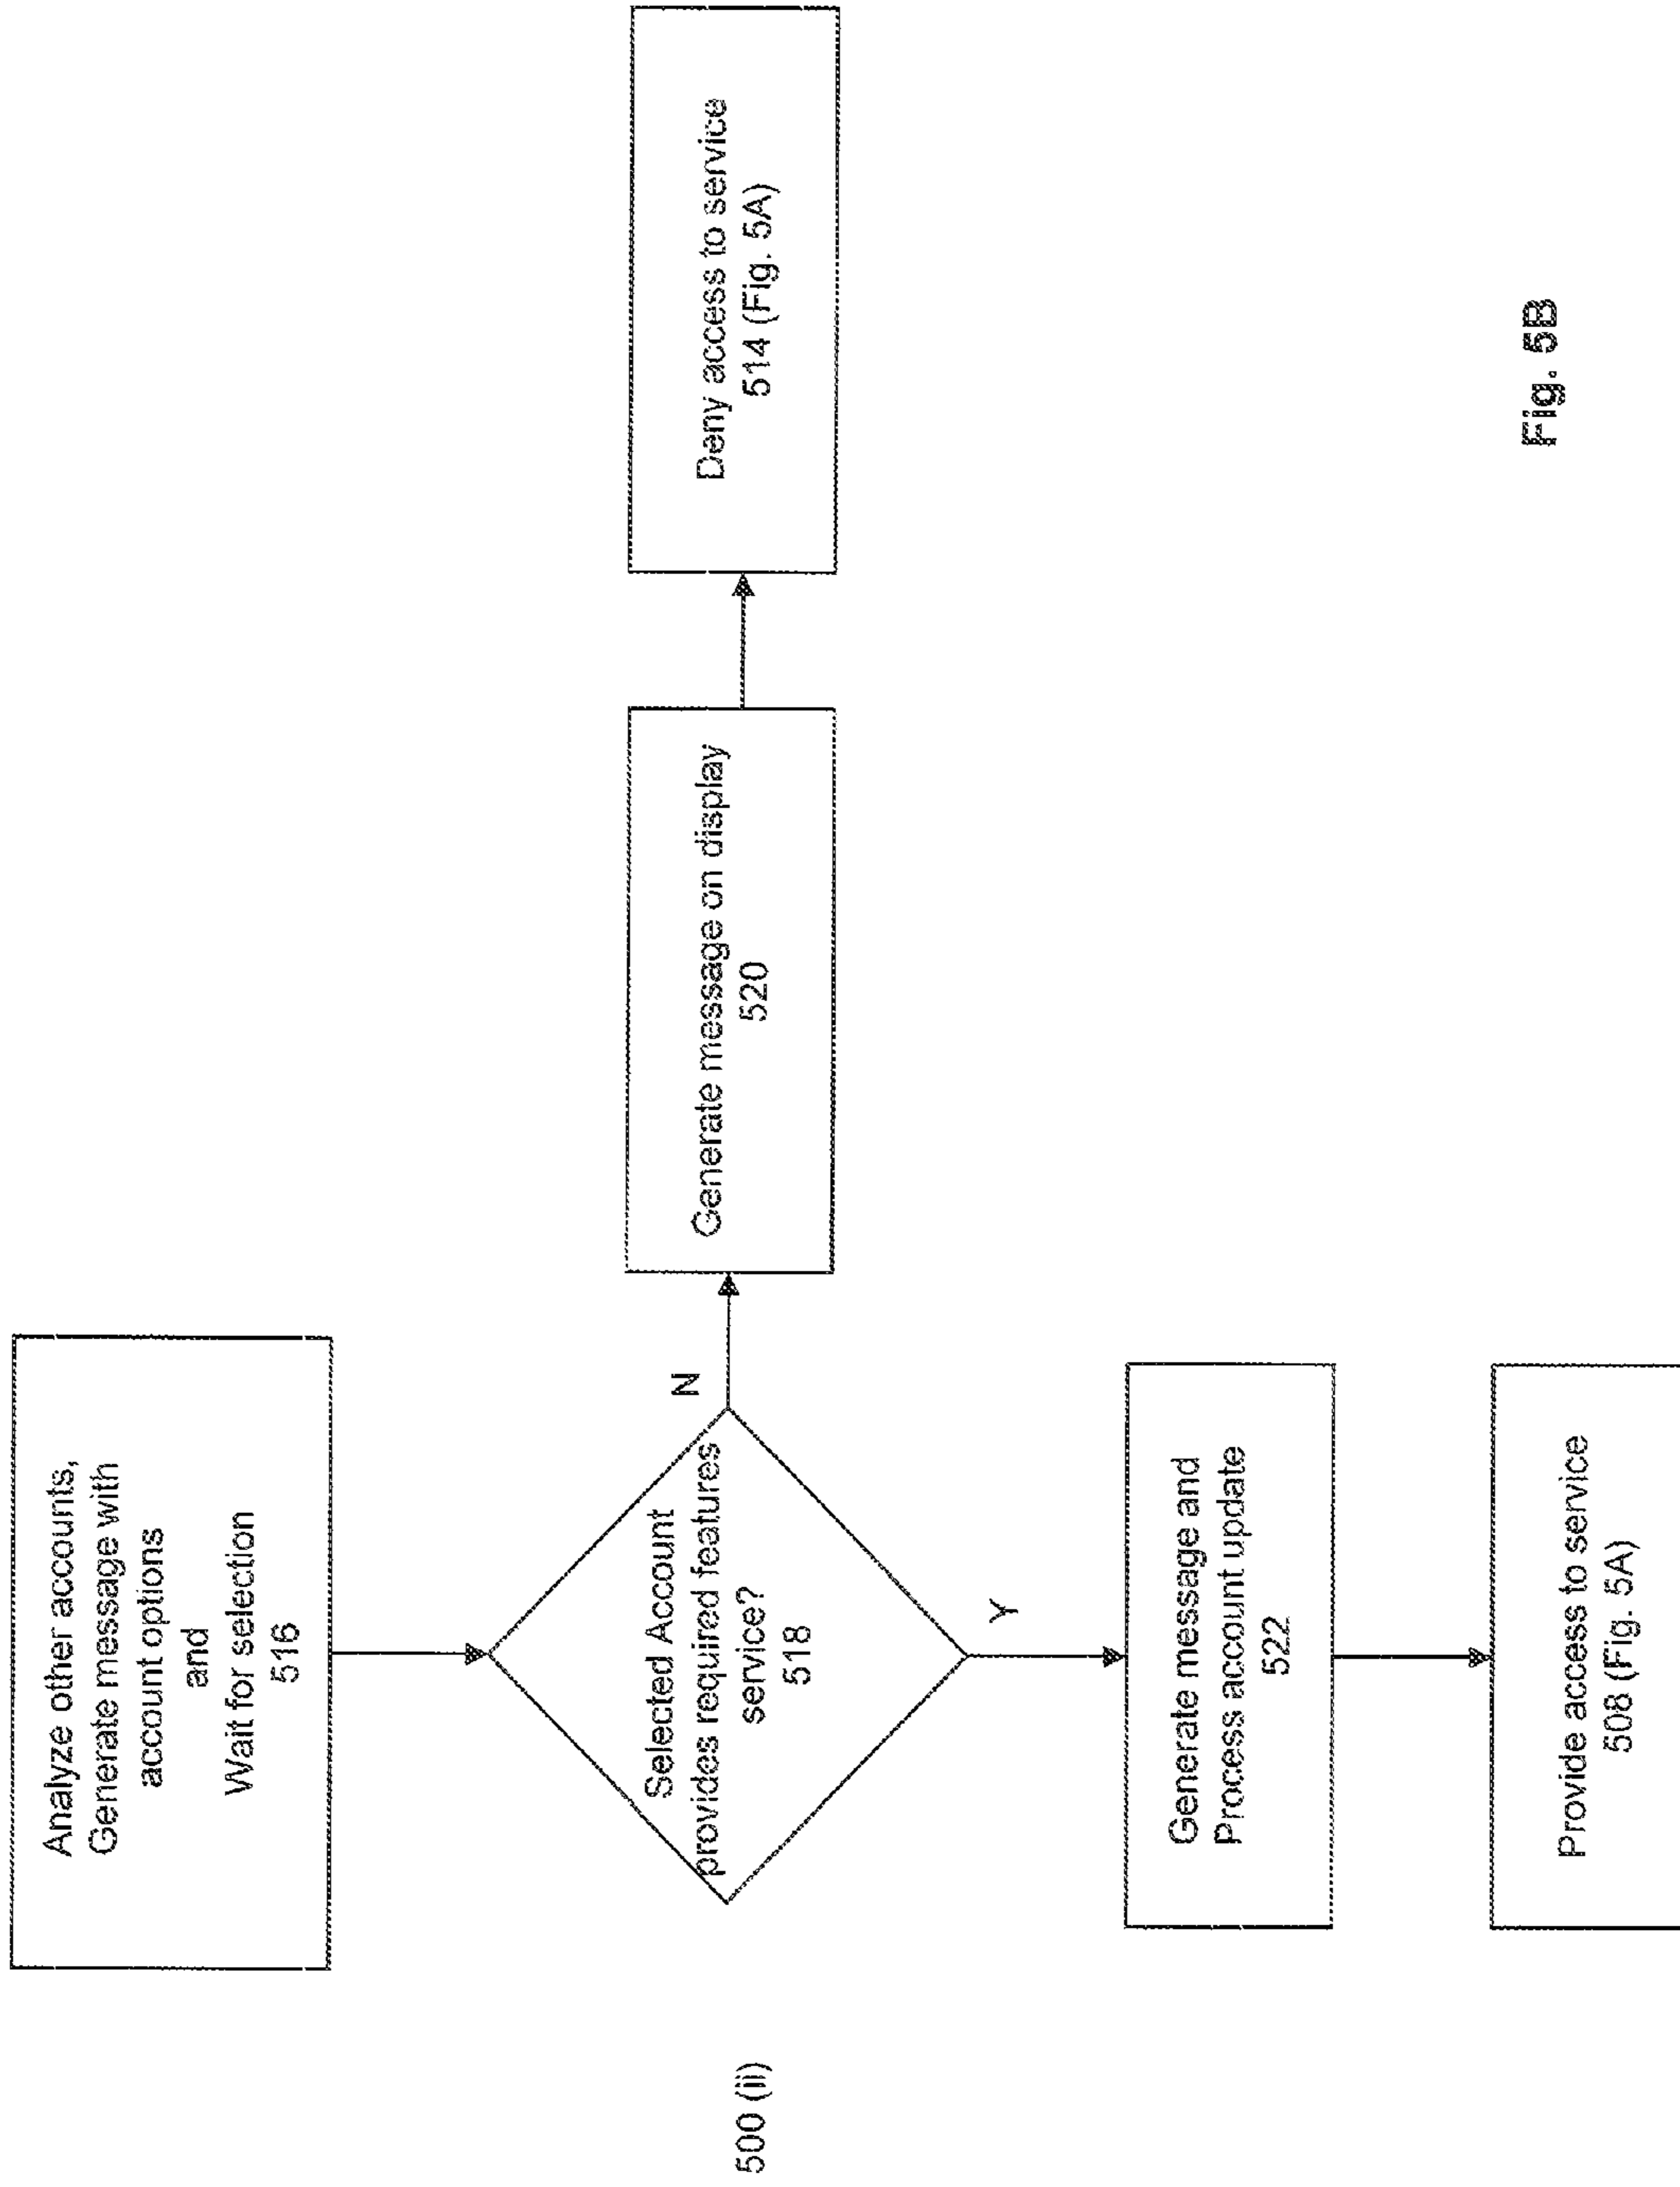 Analyze other accounts,
Generate message with
account options
and
Wait for selection
516
500 (ii)
Selected Account
provides required features
service?
518
N
Generate message on display
520
Deny access to service
514 (Fig. 5A)
Y
Generate message and
Process account update
522
Provide access to service
508 (Fig. 5A)
Fig. 5B